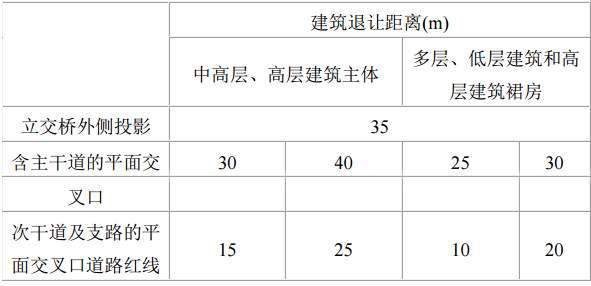 建筑退让距离(m)
中高层、高层建筑主体 多层、低层建筑和高
层建筑裙房
立交桥外侧投影 35
含主干道的平面交 30 40 25 30
叉口
次干道及支路的平
面交叉口道路红线 15 25 10 20